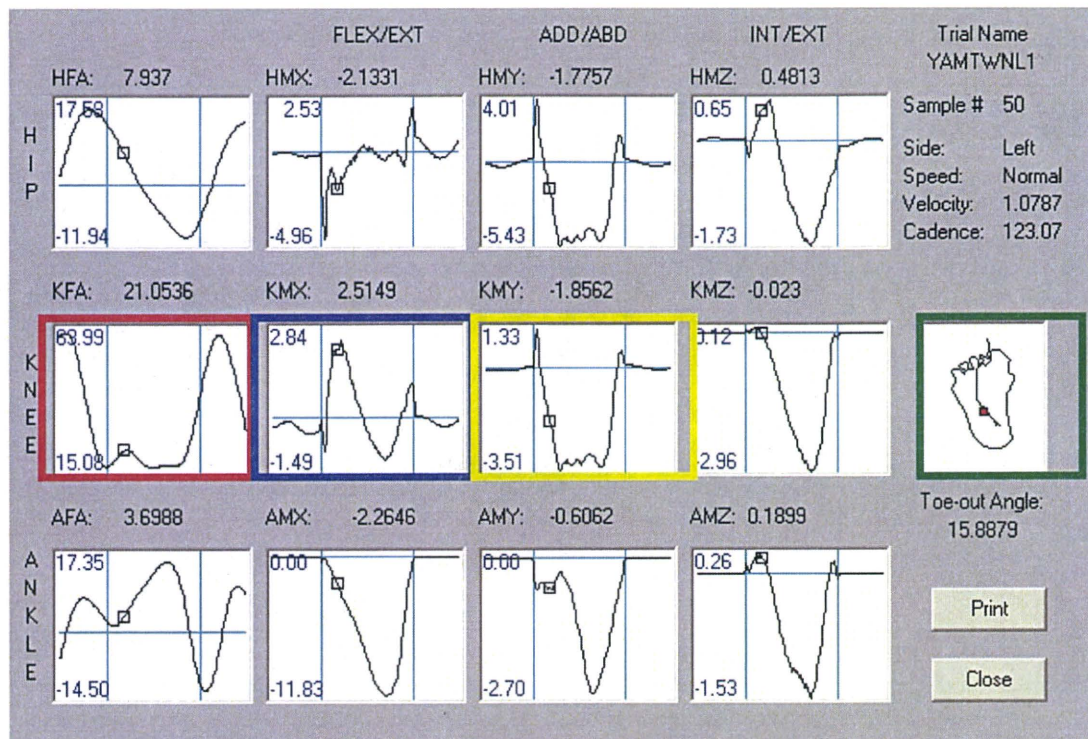 FLEX/EXT ADD/ABD INT/EXT Trial Name
YAMTWNL1
HFA: 7.937 HMX: -2.1331 HMY: -1.7757 HMZ: 0.4813
17.58 2.53 4.01 0.65
Sample # 50
HIP
Side: Left
Speed: Normal
Velocity: 1.0787
Cadence: 123.07
-11.94 -4.96 -5.43 -1.73
KFA: 21.0536 KMX: 2.5149 KMY: -1.8562 KMZ: -0.023
63.99 2.84 1.33 0.12
KNEE
15.08 -1.49 -3.51 -2.96
Toe-out Angle:
15.8879
AFA: 3.6988 AMX: -2.2646 AMY: -0.6062 AMZ: 0.1899
17.35 0.00 0.00 0.26
ANKLE
-14.50 -11.83 -2.70 -1.53
Print
Close